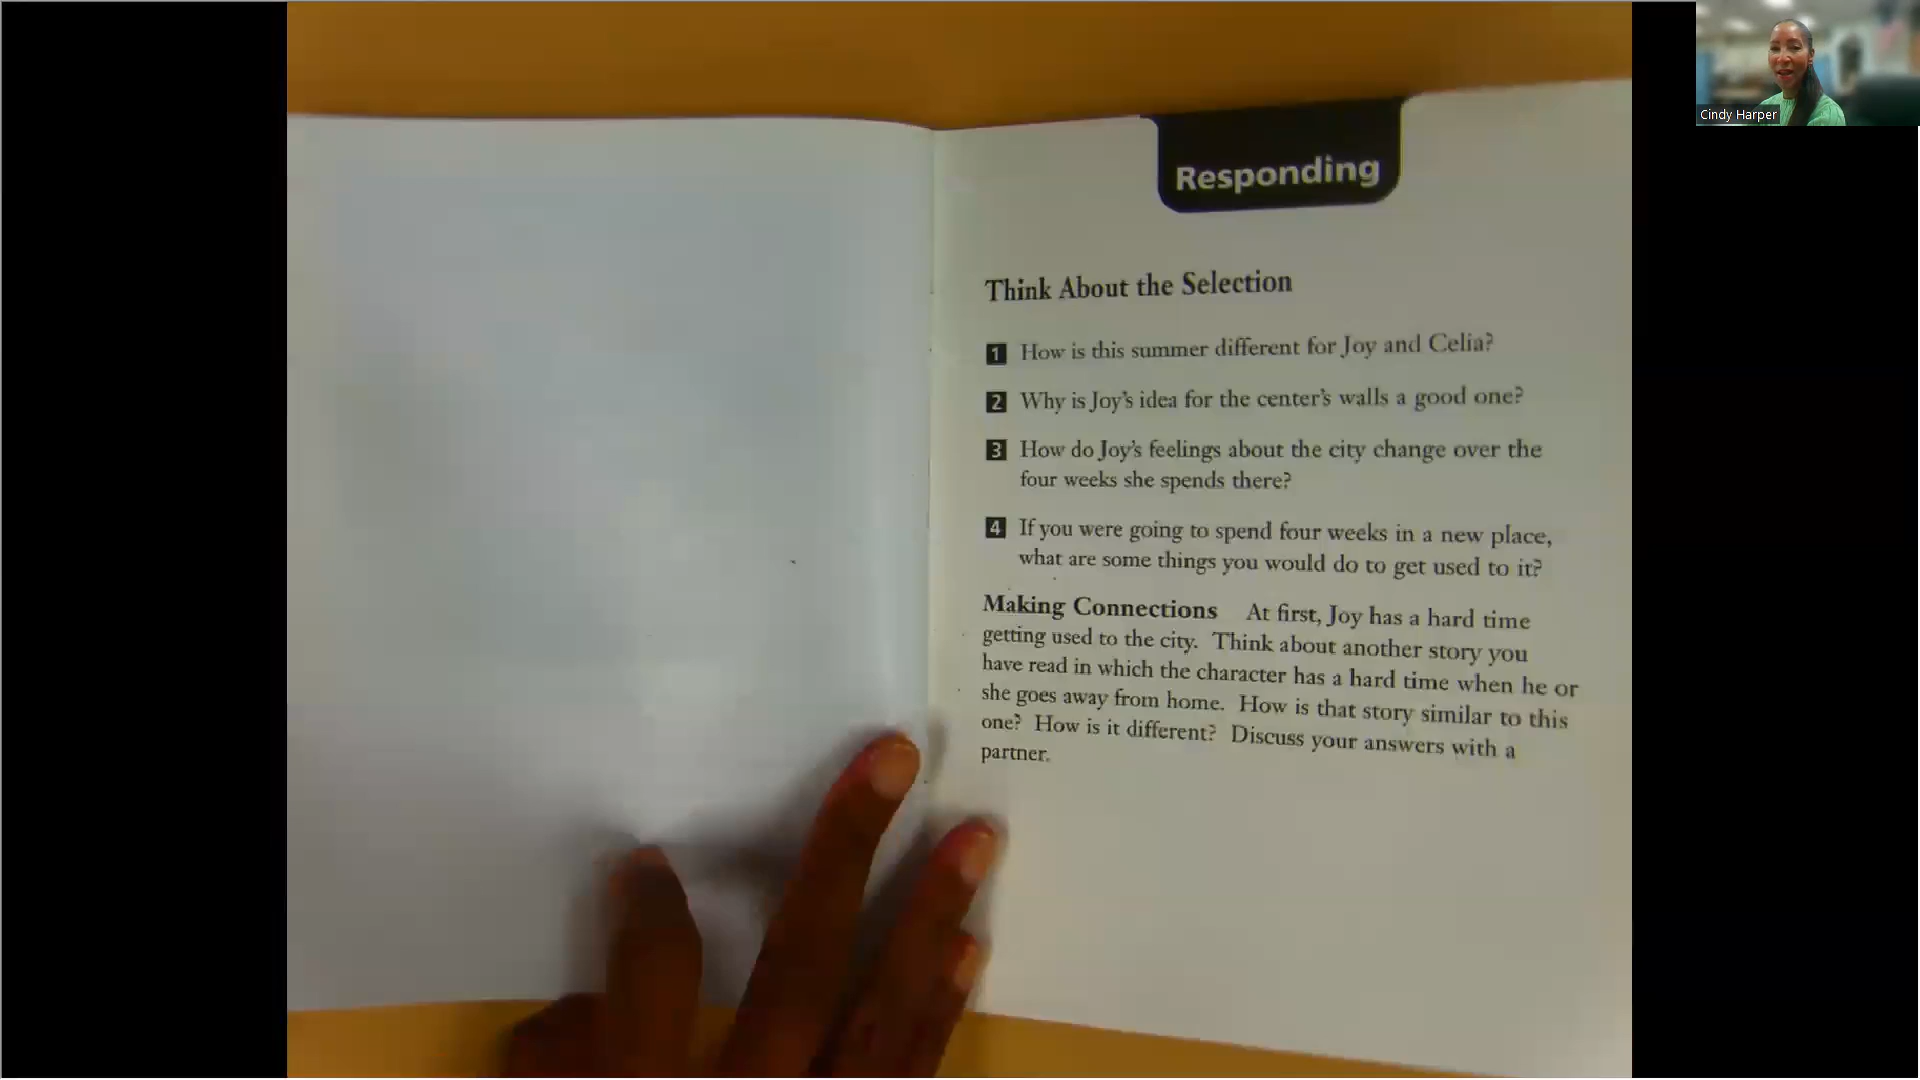 Cindy Harper
Responding
Think About the Selection
1 How is this summer different for Joy and Celia?
2 Why is Joy's idea for the center's walls a good one?
3 How do Joy's feelings about the city change over the
four weeks she spends there?
4 If you were going to spend four weeks in a new place,
what are some things you would do to get used to it?
Making Connections At first, Joy has a hard time
getting used to the city. Think about another story you
have read in which the character has a hard time when he or
she goes away from home. How is that story similar to this
one? How is it different? Discuss your answers with a
partner.